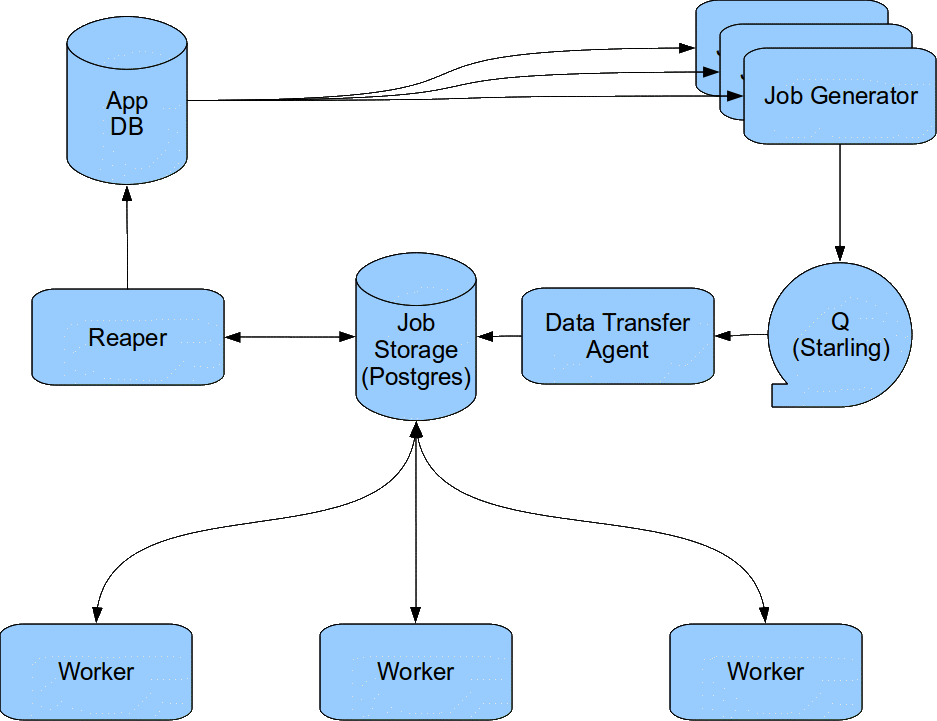 App
DB
Job Generator
Reaper
Job
Storage
(Postgres)
Data Transfer
Agent
Q
(Starling)
Worker
Worker
Worker